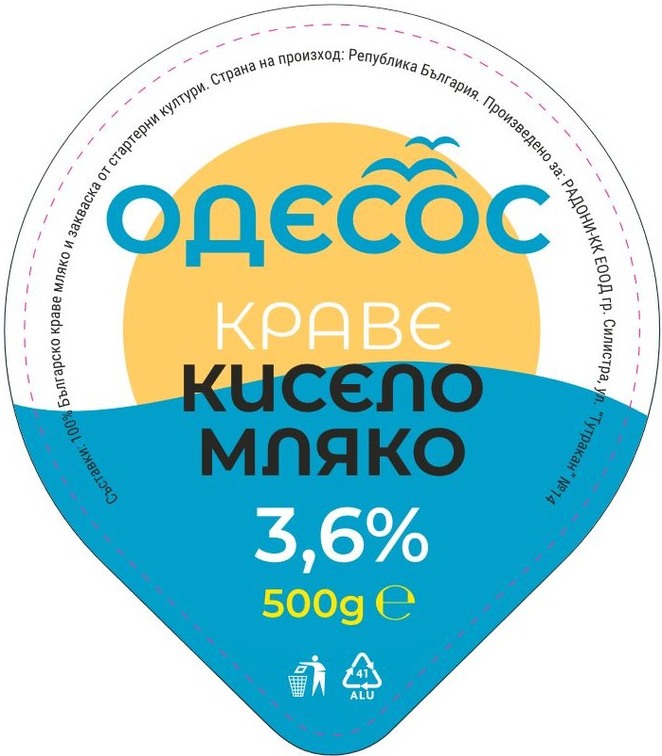 Съставки: 100% Българско краве мляко и закваска от стартерни култури. Страна на произход: Република България. Произведено за: РАДОНИ-КК ЕООД гр. Силистра, ул. "Тутракан" №14
ОДЕСОС
КРАВЕ
КИСЕЛО
МЛЯКО
3,6%
500g ℮
41
ALU